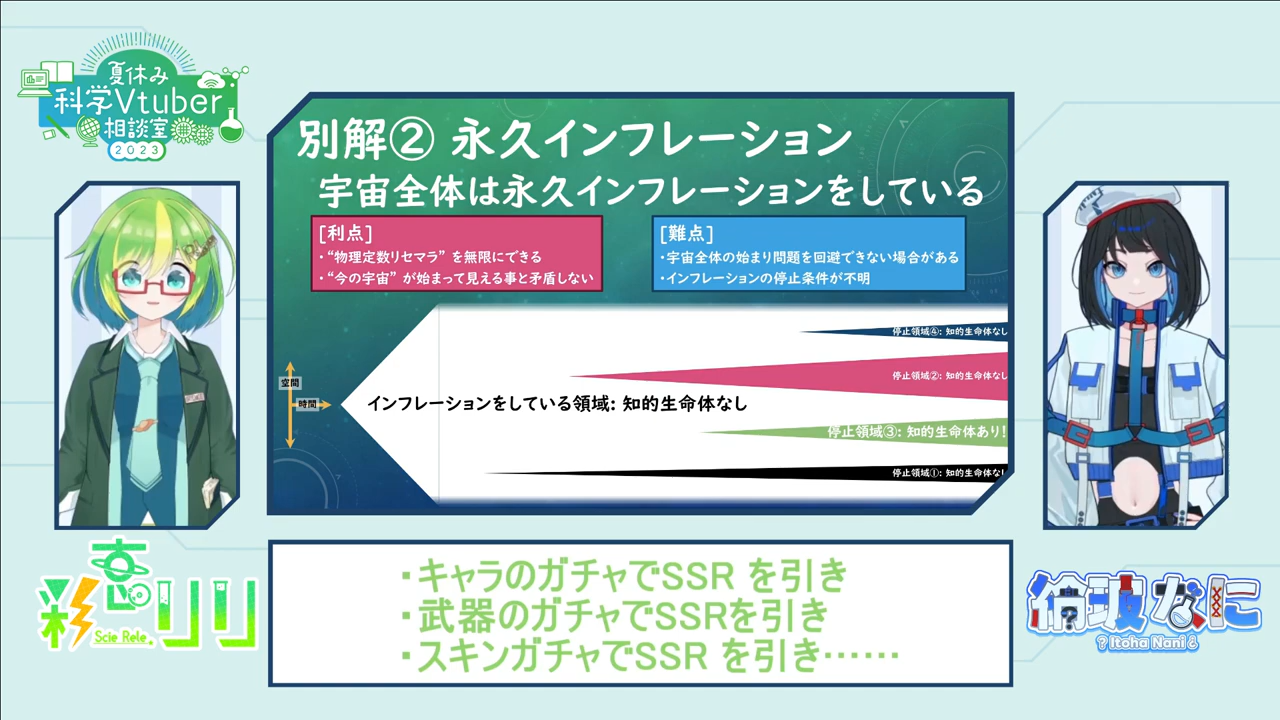 夏休み
科学Vtuber
相談室
2023
別解② 永久インフレーション
宇宙全体は永久インフレーションをしている
[利点]
・“物理定数リセマラ” を無限にできる
・“今の宇宙” が始まって見える事と矛盾しない
[難点]
・宇宙全体の始まり問題を回避できない場合がある
・インフレーションの停止条件が不明
空間
時間
インフレーションをしている領域: 知的生命体なし
停止領域④: 知的生命体なし
停止領域②: 知的生命体なし
停止領域③: 知的生命体あり!
停止領域①: 知的生命体なし
彩恋リリ
Scie Rele.
・キャラのガチャでSSR を引き
・武器のガチャでSSRを引き
・スキンガチャでSSR を引き……
倫玻なに
? Itoha Nani ¿